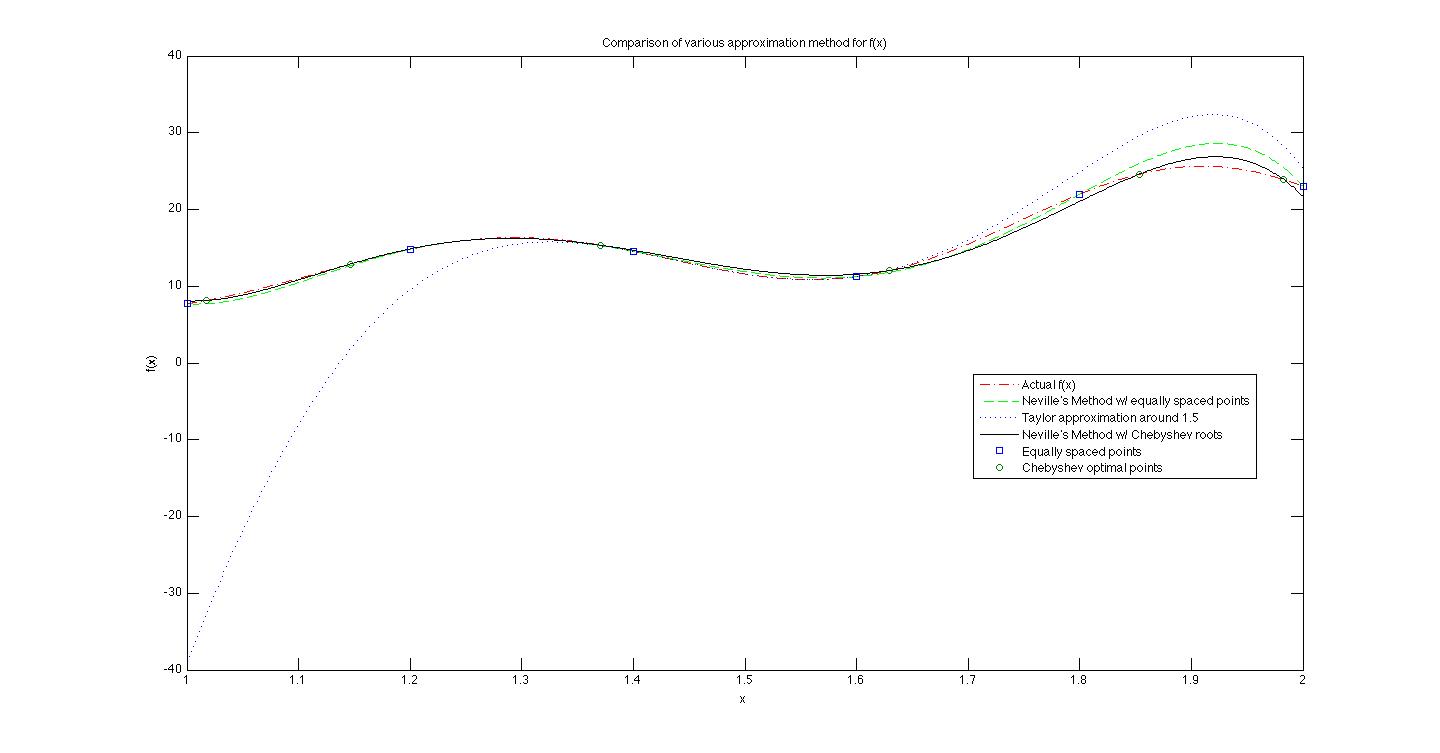 Comparison of various approximation method for f(x)
40
30
20
10
0
-10
-20
-30
-40
f(x)
1
1.1
1.2
1.3
1.4
1.5
1.6
1.7
1.8
1.9
2
x
Actual f(x)
Neville's Method w/ equally spaced points
Taylor approximation around 1.5
Neville's Method w/ Chebyshev roots
Equally spaced points
Chebyshev optimal points